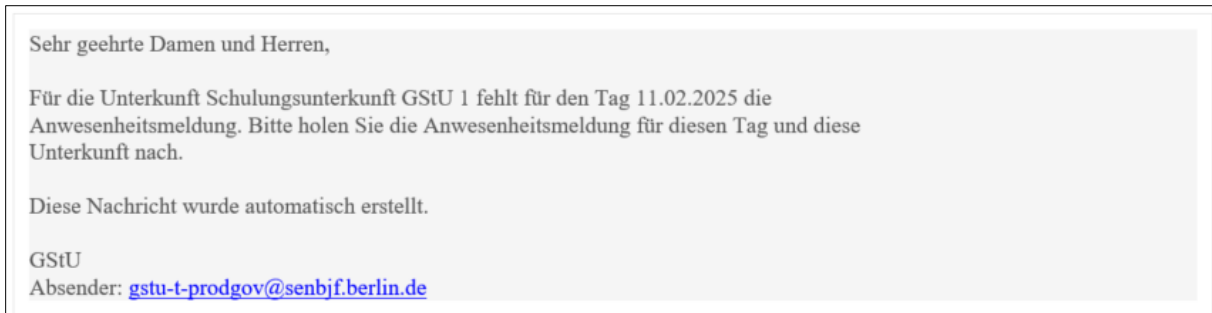 Sehr geehrte Damen und Herren,
Für die Unterkunft Schulungsunterkunft GStU 1 fehlt für den Tag 11.02.2025 die
Anwesenheitsmeldung. Bitte holen Sie die Anwesenheitsmeldung für diesen Tag und diese
Unterkunft nach.
Diese Nachricht wurde automatisch erstellt.
GStU
Absender: gstu-t-prodgov@senbjf.berlin.de